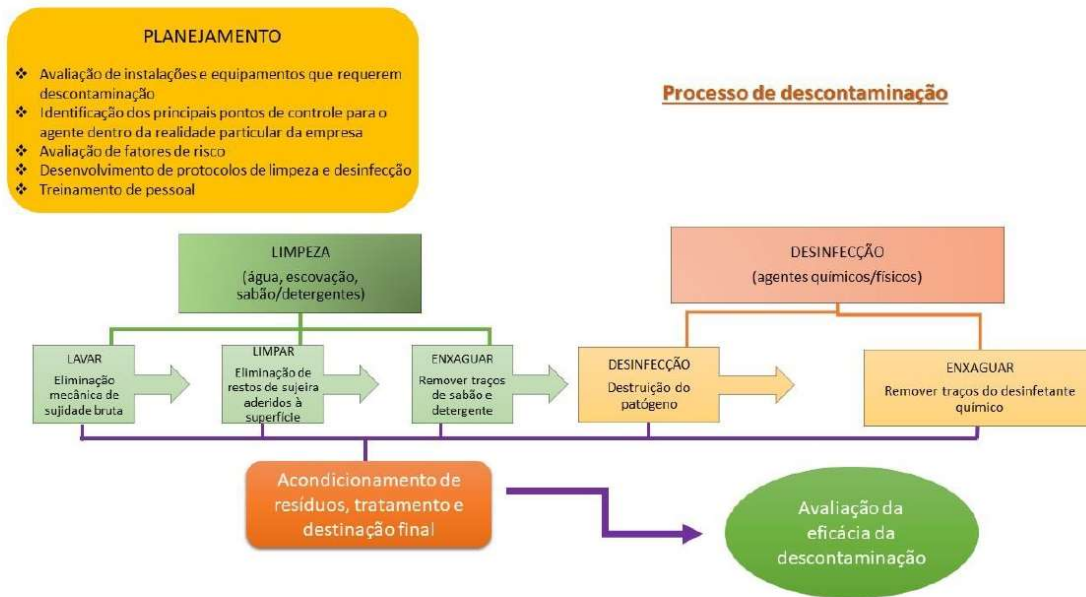 PLANEJAMENTO
❖ Avaliação de instalações e equipamentos que requerem
descontaminação
❖ Identificação dos principais pontos de controle para o
agente dentro da realidade particular da empresa
❖ Avaliação de fatores de risco
❖ Desenvolvimento de protocolos de limpeza e desinfecção
❖ Treinamento de pessoal
Processo de descontaminação
LIMPEZA
(água, escovação,
sabão/detergentes)
DESINFECÇÃO
(agentes químicos/físicos)
LAVAR
Eliminação
mecânica de
sujidade bruta
LIMPAR
Eliminação de
restos de sujeira
aderidos à
superfície
ENXAGUAR
Remover traços
de sabão e
detergente
DESINFECÇÃO
Destruição do
patógeno
ENXAGUAR
Remover traços do desinfetante
químico
Acondicionamento de
resíduos, tratamento e
destinação final
Avaliação da
eficácia da
descontaminação